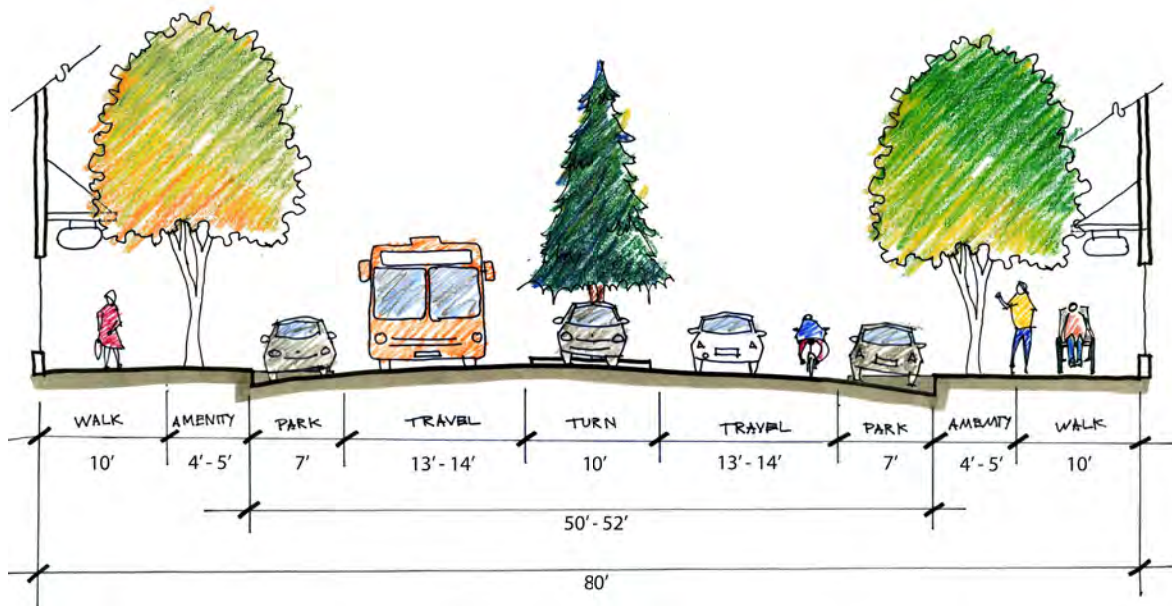 WALK AMENITY PARK TRAVEL TURN TRAVEL PARK AMEMITY WALK
10' 4' - 5' 7' 13' - 14' 10' 13' - 14' 7' 4' - 5' 10'
50' - 52'
80'